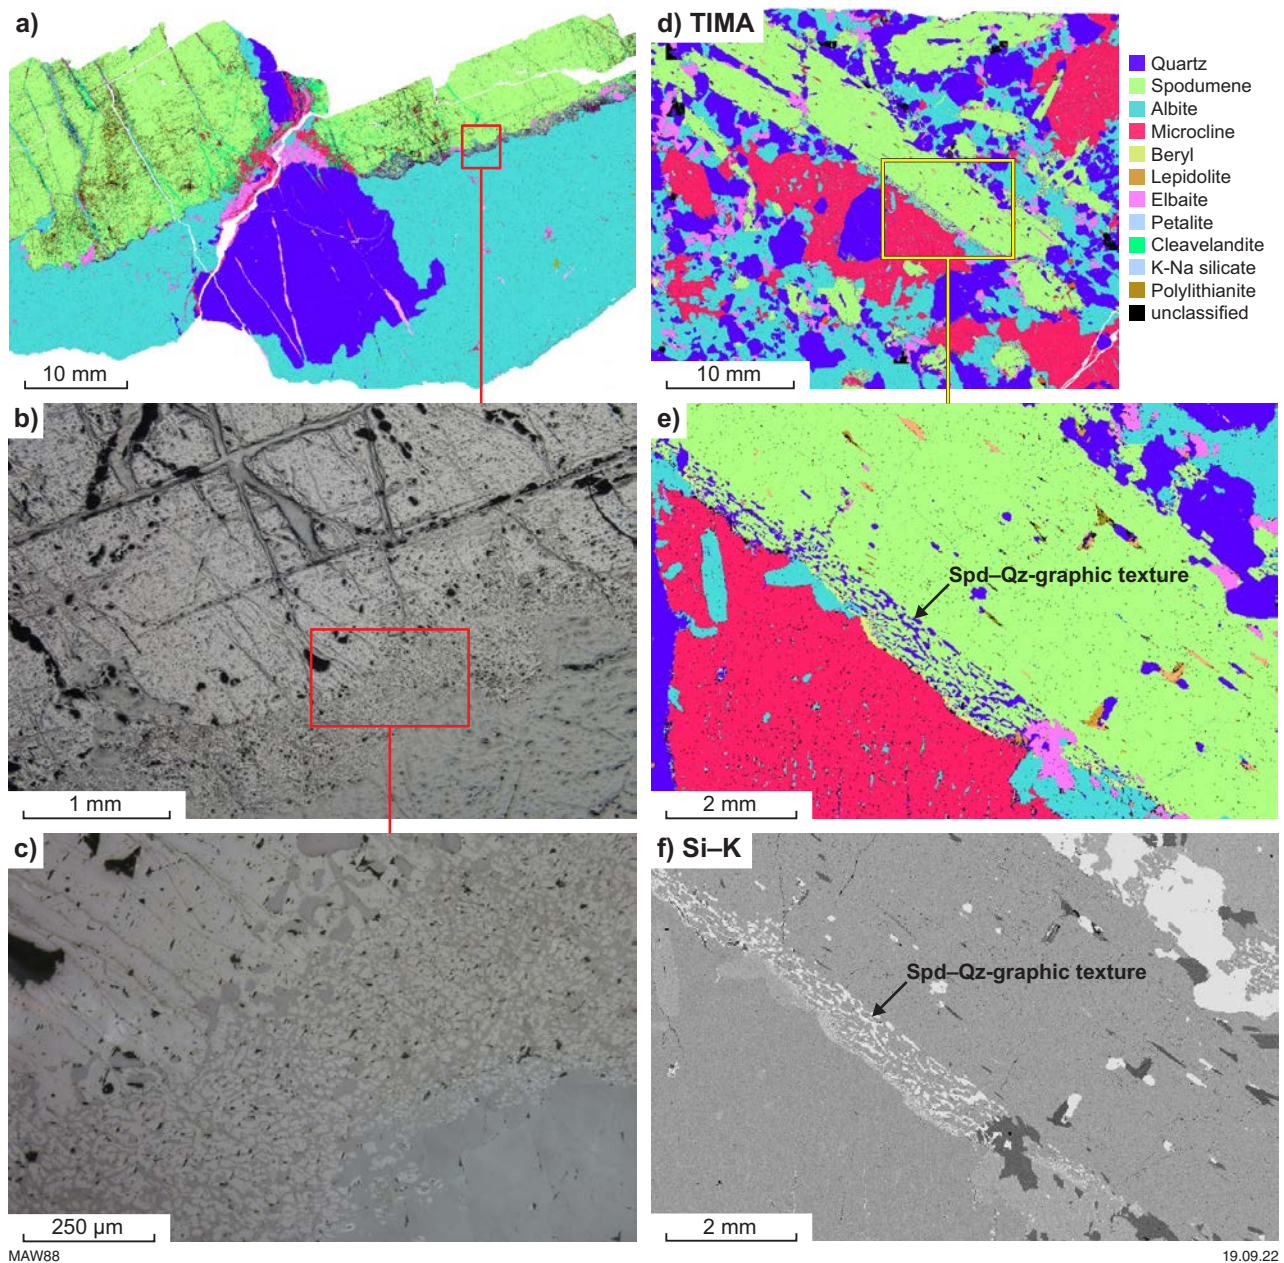 a)
10 mm
b)
1 mm
c)
250 µm
d) TIMA
10 mm
Quartz
Spodumene
Albite
Microcline
Beryl
Lepidolite
Elbaite
Petalite
Cleavelandite
K-Na silicate
Polylithianite
unclassified
e)
Spd–Qz-graphic texture
2 mm
f) Si–K
Spd–Qz-graphic texture
2 mm
MAW88
19.09.22